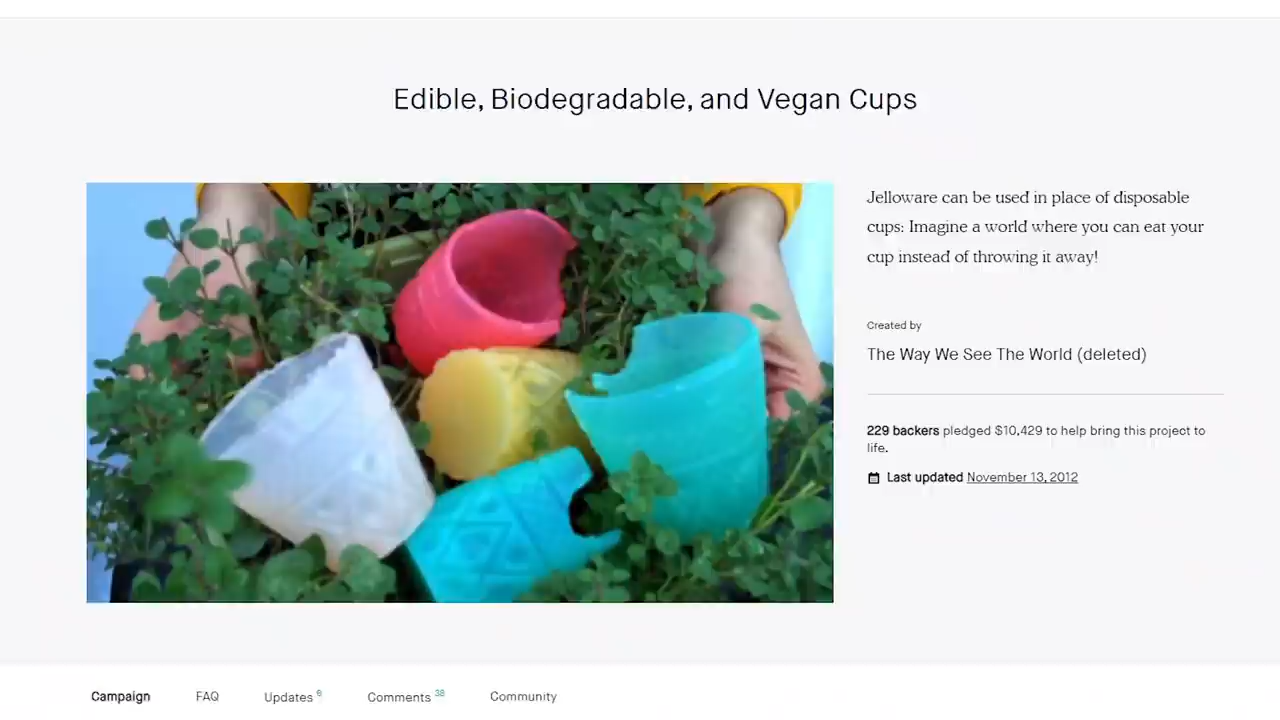 Edible, Biodegradable, and Vegan Cups
Jelloware can be used in place of disposable
cups: Imagine a world where you can eat your
cup instead of throwing it away!
Created by
The Way We See The World (deleted)
229 backers pledged $10,429 to help bring this project to
life.
Last updated November 13, 2012
Campaign FAQ Updates 6 Comments 38 Community